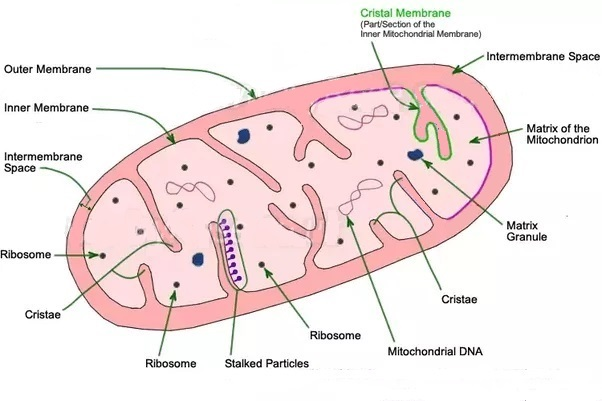 Cristal Membrane
(Part/Section of the
Inner Mitochondrial Membrane)
Intermembrane Space
Outer Membrane
Inner Membrane
Matrix of the
Mitochondrion
Intermembrane
Space
Matrix
Granule
Ribosome
Cristae
Cristae
Ribosome
Mitochondrial DNA
Ribosome
Stalked Particles